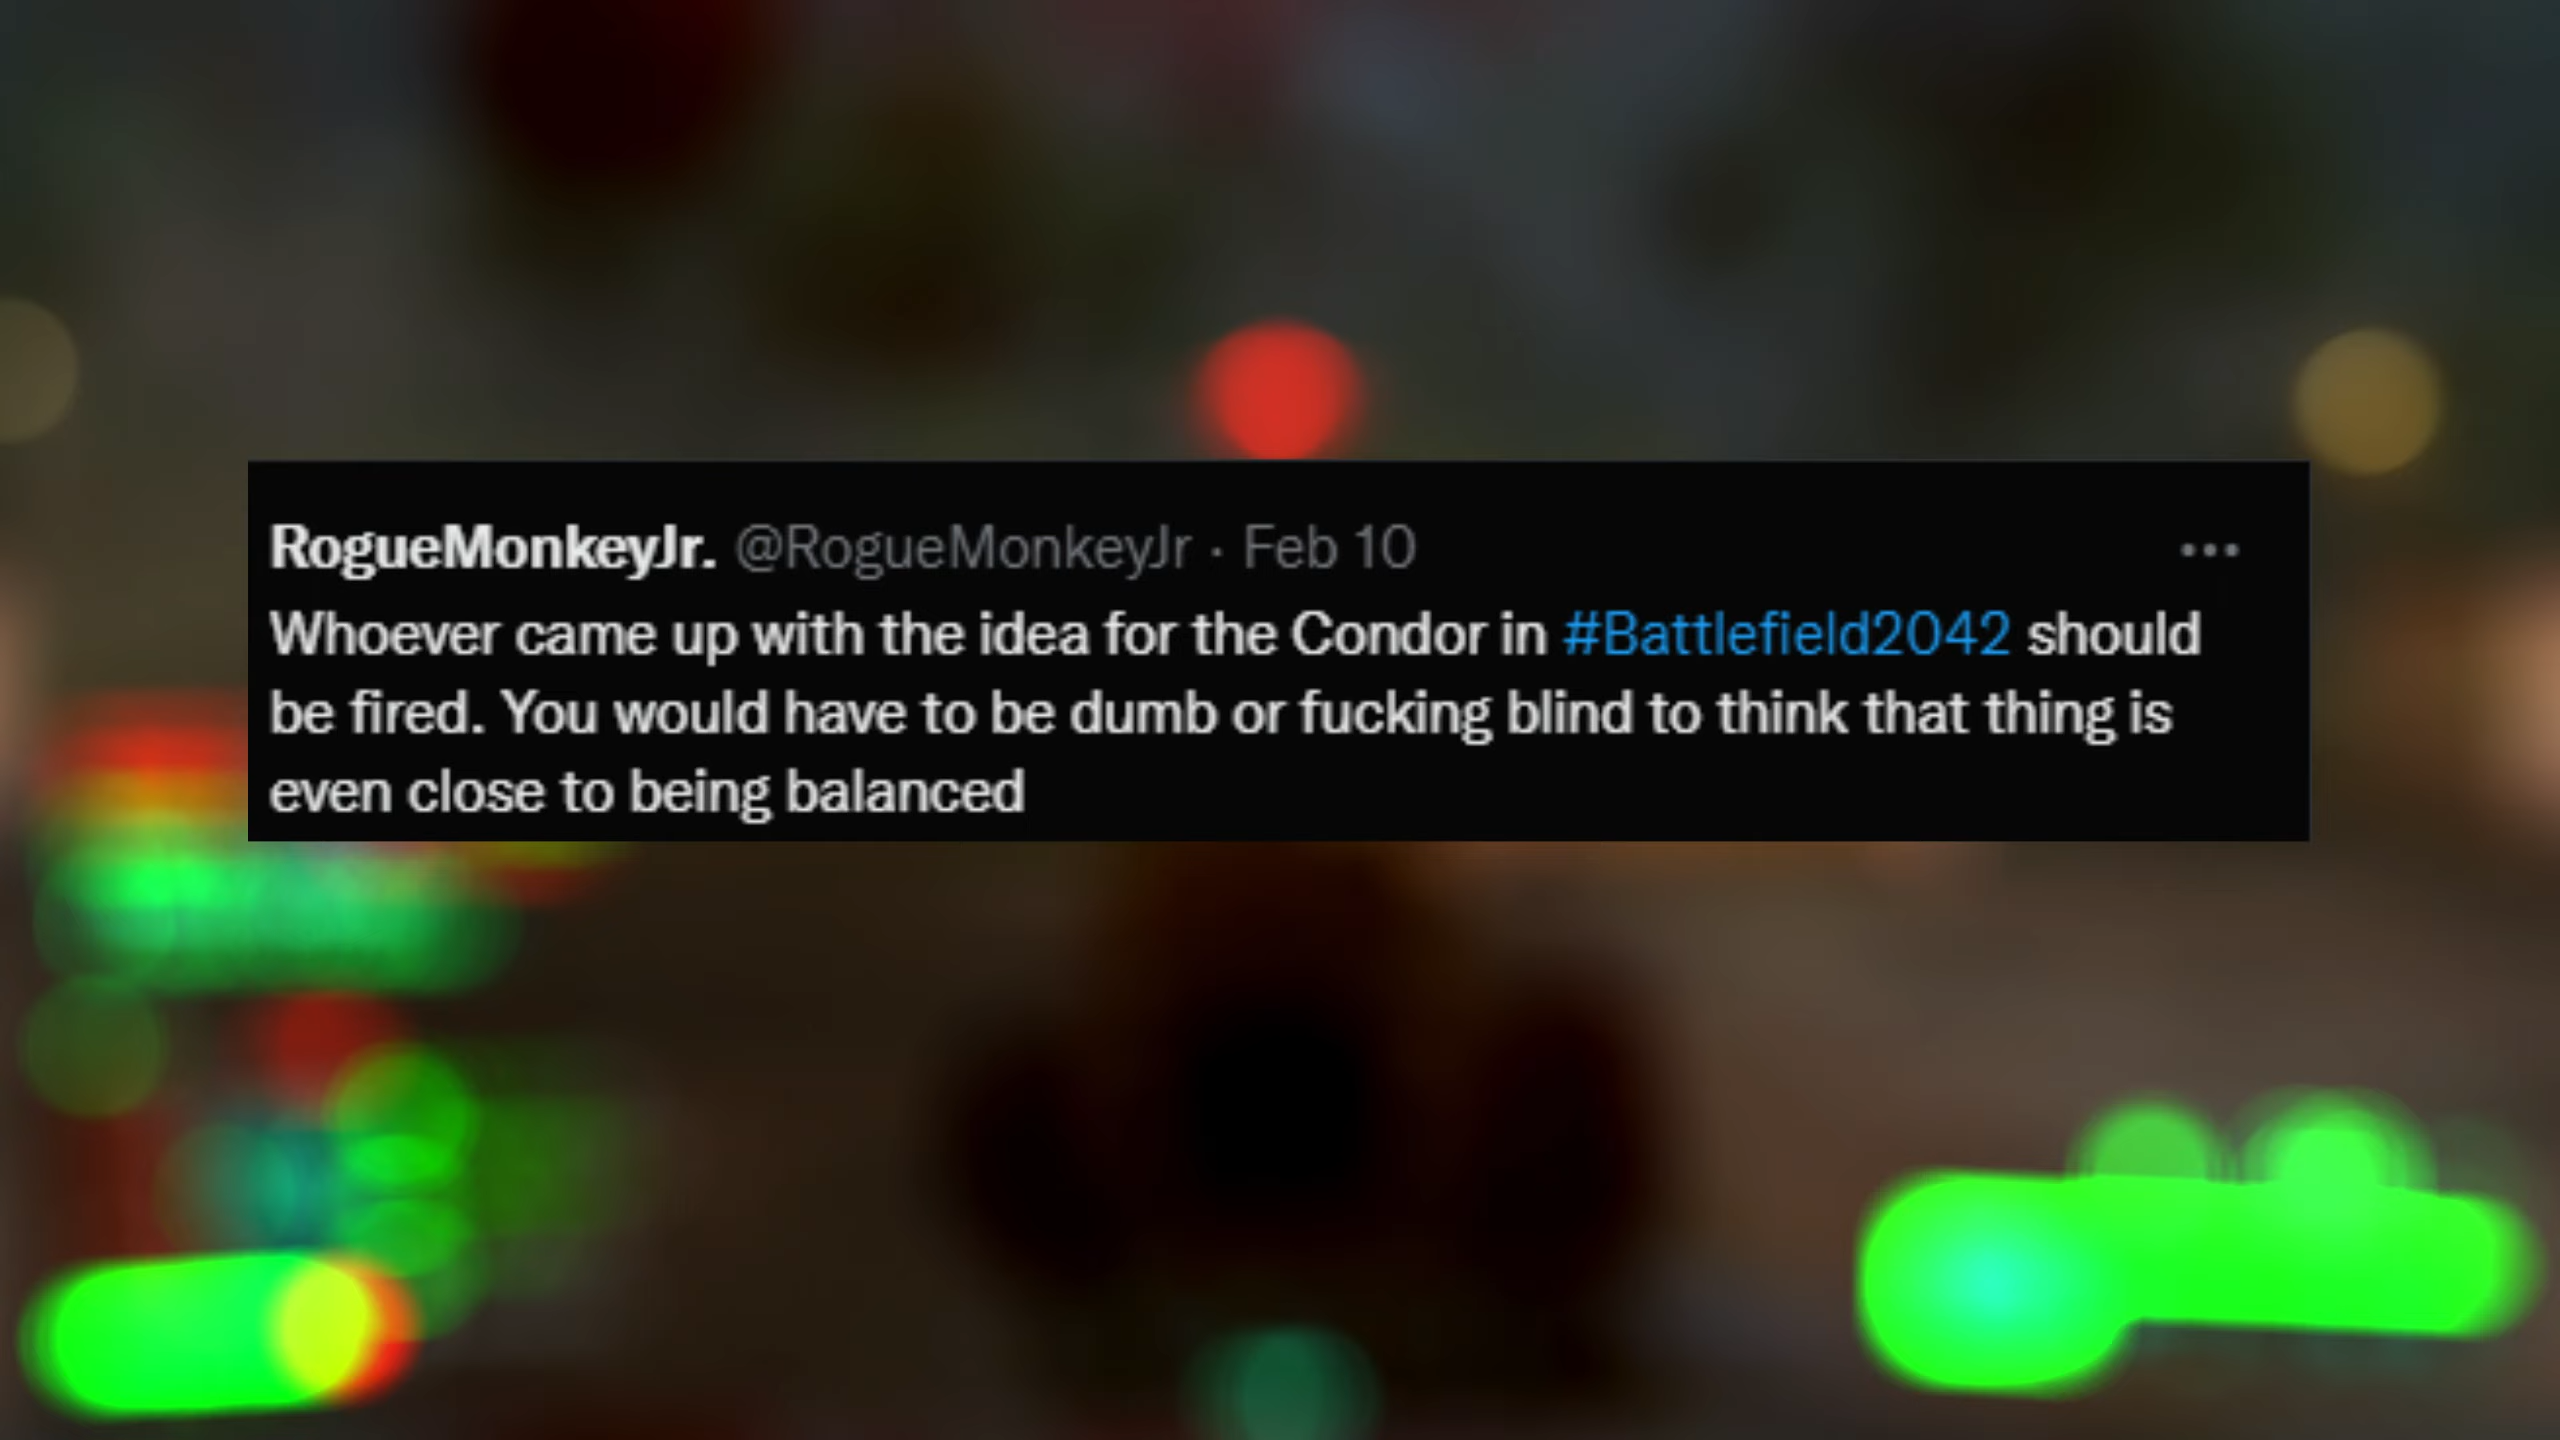 RogueMonkeyJr. @RogueMonkeyJr · Feb 10
Whoever came up with the idea for the Condor in #Battlefield2042 should
be fired. You would have to be dumb or fucking blind to think that thing is
even close to being balanced